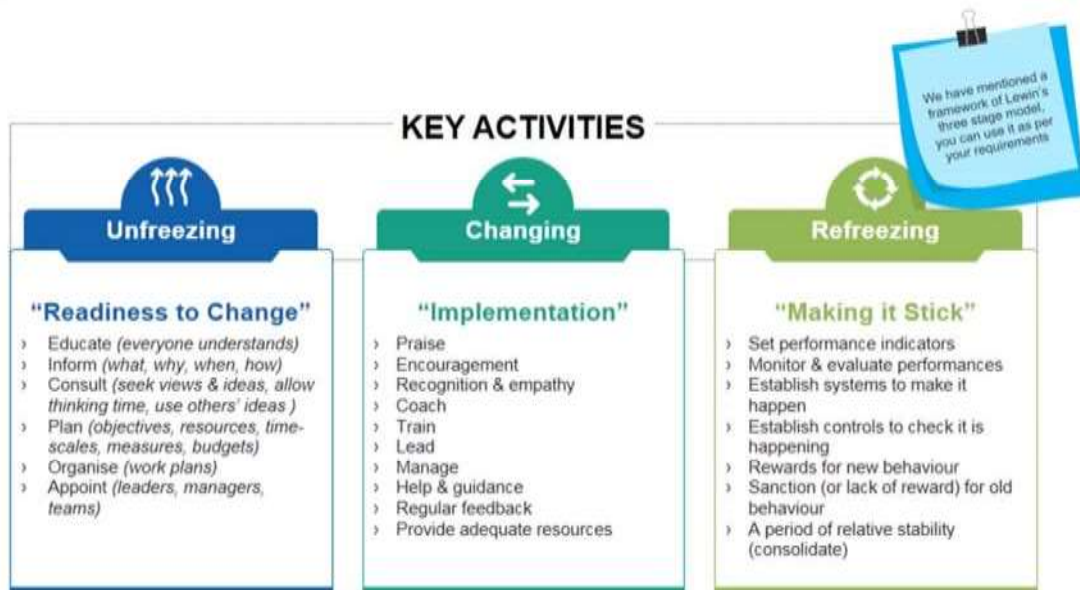 We have mentioned a
framework of Lewin's
three stage model,
you can use it as per
your requirements
KEY ACTIVITIES
Unfreezing
"Readiness to Change"
› Educate (everyone understands)
› Inform (what, why, when, how)
› Consult (seek views & ideas, allow
thinking time, use others' ideas )
› Plan (objectives, resources, time-
scales, measures, budgets)
› Organise (work plans)
› Appoint (leaders, managers,
teams)
Changing
"Implementation"
› Praise
› Encouragement
› Recognition & empathy
› Coach
› Train
› Lead
› Manage
› Help & guidance
› Regular feedback
› Provide adequate resources
Refreezing
"Making it Stick"
› Set performance indicators
› Monitor & evaluate performances
› Establish systems to make it
happen
› Establish controls to check it is
happening
› Rewards for new behaviour
› Sanction (or lack of reward) for old
behaviour
› A period of relative stability
(consolidate)